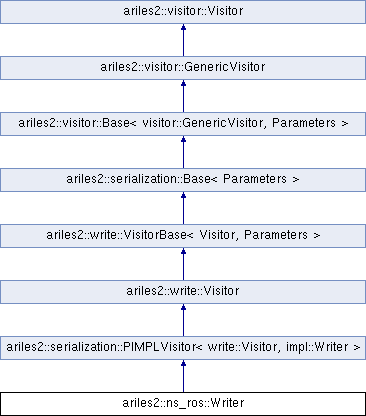 ariles2::visitor::Visitor
ariles2::visitor::GenericVisitor
ariles2::visitor::Base< visitor::GenericVisitor, Parameters >
ariles2::serialization::Base< Parameters >
ariles2::write::VisitorBase< Visitor, Parameters >
ariles2::write::Visitor
ariles2::serialization::PIMPLVisitor< write::Visitor, impl::Writer >
ariles2::ns_ros::Writer